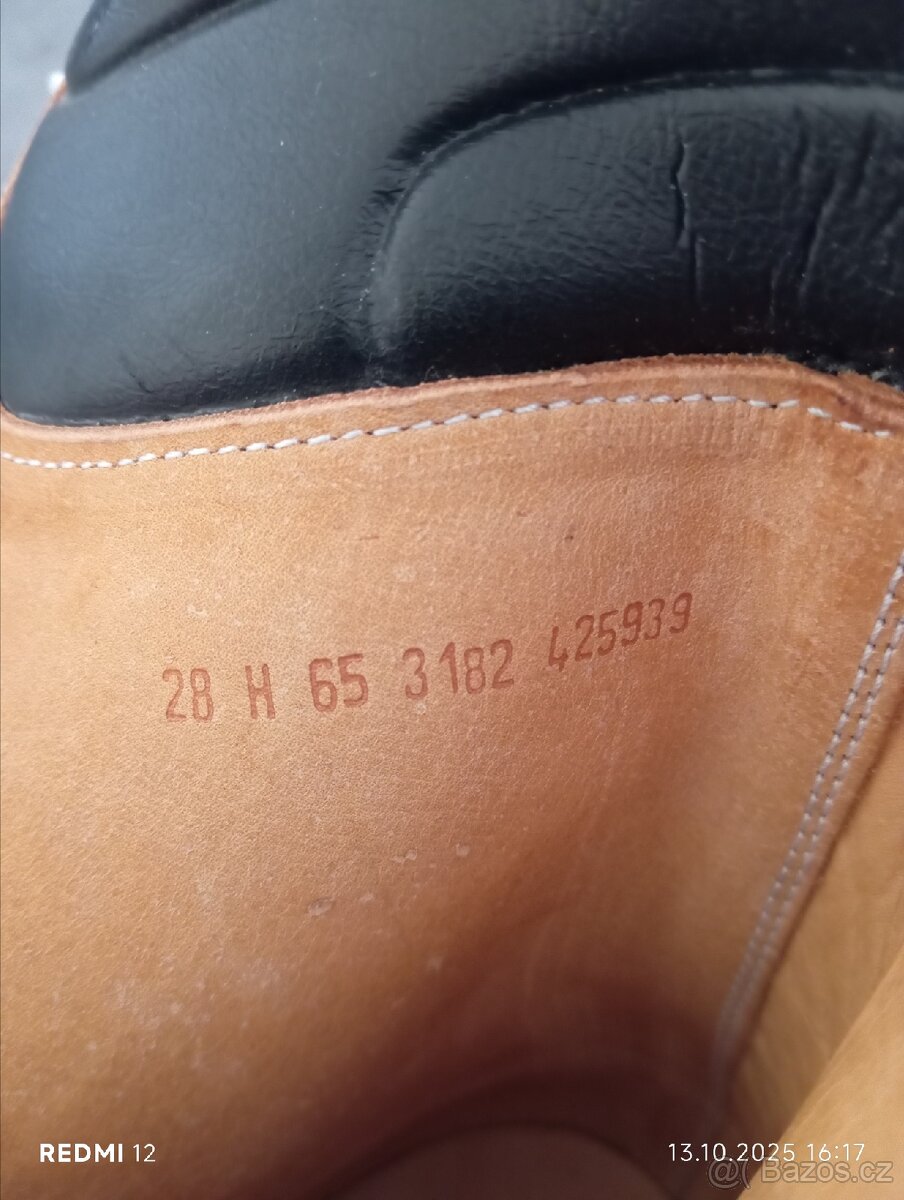 28 H 65 3182 425939
REDMI 12
13.10.2025 16:17
Bazos.cz